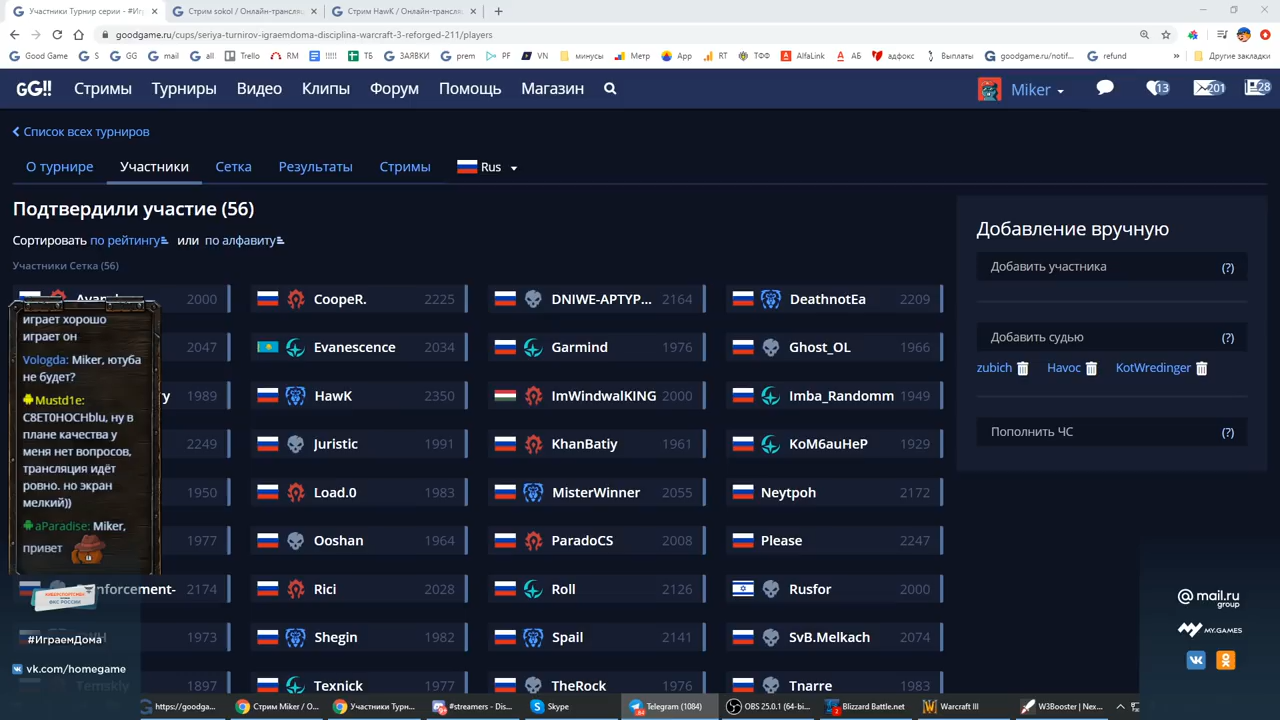 Участники Турнир серии - #Иг
Стрим sokol / Онлайн-трансля
Стрим HawK / Онлайн-трансля
goodgame.ru/cups/seriya-turnirov-igraemdoma-disciplina-warcraft-3-reforged-211/players
Good Game S GG mail all Trello RM !!!!! ТБ ЗАЯВКИ prem PF VN минусы Метр App RT ТФФ AlfaLink АБ адфокс Выплаты goodgame.ru/notif... refund » Другие закладки
GG!! Стримы Турниры Видео Клипы Форум Помощь Магазин Miker 13 201 28
Список всех турниров
О турнире Участники Сетка Результаты Стримы Rus
Подтвердили участие (56)
Сортировать по рейтингу или по алфавиту
Участники Сетка (56)
2000 CoopeR. 2225 DNIWE-APTYP... 2164 DeathnotEa 2209
2047 Evanescence 2034 Garmind 1976 Ghost_OL 1966
1989 HawK 2350 ImWindwalKING 2000 Imba_Randomm 1949
2249 Juristic 1991 KhanBatiy 1961 KoM6auHeP 1929
1950 Load.0 1983 MisterWinner 2055 Neytpoh 2172
1977 Ooshan 1964 ParadoCS 2008 Please 2247
2174 Rici 2028 Roll 2126 Rusfor 2000
1973 Shegin 1982 Spail 2141 SvB.Melkach 2074
Temskly 1897 Texnick 1977 TheRock 1976 Tnarre 1983
играет хорошо
играет он
Vologda: Miker, ютуба
не будет?
Mustd1e:
C8ET0HOCHblu, ну в
плане качества у
меня нет вопросов,
трансляция идёт
ровно. но экран
мелкий))
aParadise: Miker,
привет
#ИграемДома
vk.com/homegame
Добавление вручную
Добавить участника (?)
Добавить судью (?)
zubich Havoc KotWredinger
Пополнить ЧС (?)
@mail.ru
group
MY.GAMES
https://goodga... Стрим Miker / О... Участники Турн... #streamers - Dis... Skype Telegram (1084) OBS 25.0.1 (64-bi... Blizzard Battle.net Warcraft III W3Booster | Nex...